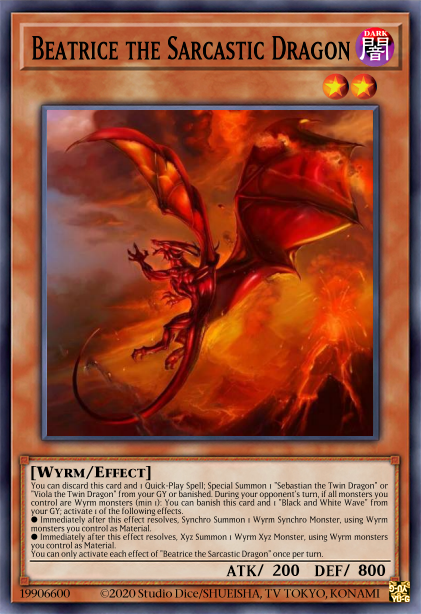 BEATRICE THE SARCASTIC DRAGON
DARK
闇
[WYRM/EFFECT]
You can discard this card and 1 Quick-Play Spell; Special Summon 1 "Sebastian the Twin Dragon" or
"Viola the Twin Dragon" from your GY or banished. During your opponent's turn, if all monsters you
control are Wyrm monsters (min 1): You can banish this card and 1 "Black and White Wave" from
your GY; activate 1 of the following effects.
● Immediately after this effect resolves, Synchro Summon 1 Wyrm Synchro Monster, using Wyrm
monsters you control as Material.
● Immediately after this effect resolves, Xyz Summon 1 Wyrm Xyz Monster, using Wyrm monsters
you control as Material.
You can only activate each effect of "Beatrice the Sarcastic Dragon" once per turn.
ATK/ 200 DEF/ 800
19906600 ©2020 Studio Dice/SHUEISHA, TV TOKYO, KONAMI